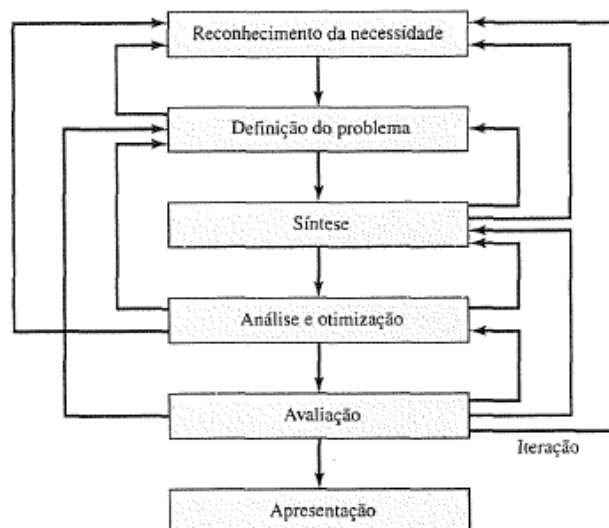 Reconhecimento da necessidade
Definição do problema
Síntese
Análise e otimização
Avaliação
Iteração
Apresentação